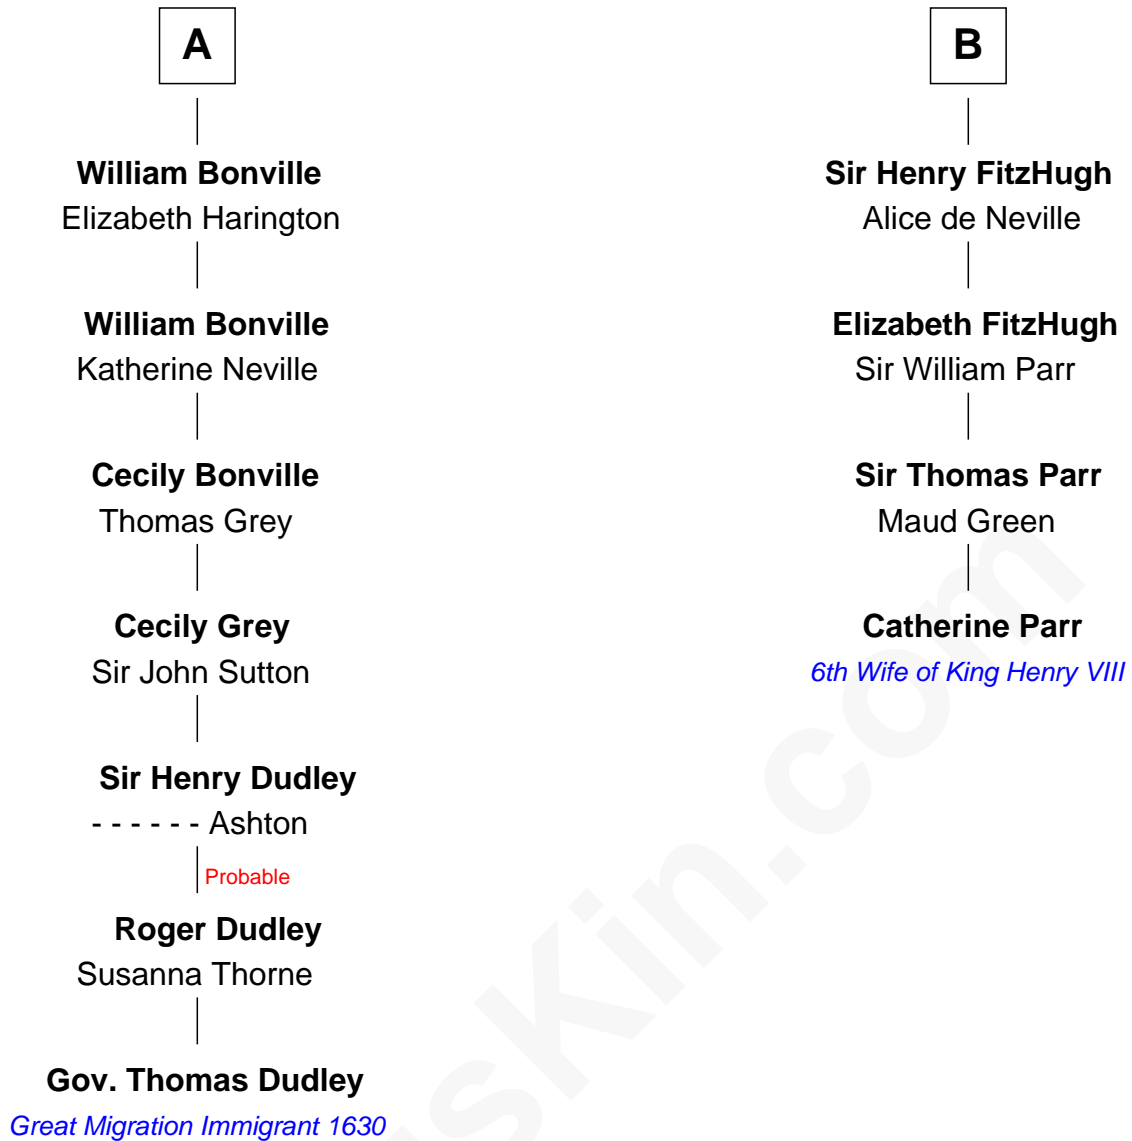 A
William Bonville
Elizabeth Harington
William Bonville
Katherine Neville
Cecily Bonville
Thomas Grey
Cecily Grey
Sir John Sutton
Sir Henry Dudley
- - - - - - Ashton
Probable
Roger Dudley
Susanna Thorne
Gov. Thomas Dudley
Great Migration Immigrant 1630
B
Sir Henry FitzHugh
Alice de Neville
Elizabeth FitzHugh
Sir William Parr
Sir Thomas Parr
Maud Green
Catherine Parr
6th Wife of King Henry VIII
usKin.com